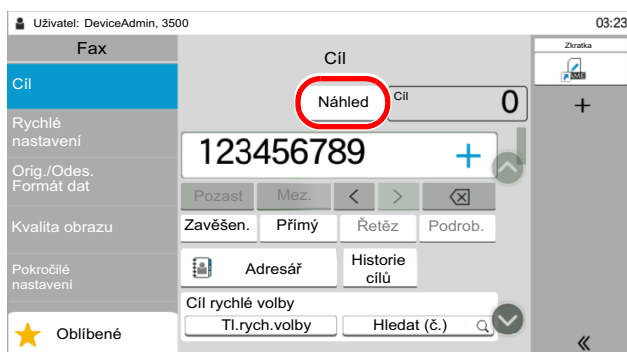 Uživatel: DeviceAdmin, 3500
03:23
Fax
Cíl
Rychlé
nastavení
Orig./Odes.
Formát dat
Kvalita obrazu
Pokročilé
nastavení
Oblíbené
Cíl
Náhled
Cíl
0
123456789
Pozast
Mez.
Zavěšen.
Přímý
Řetěz
Podrob.
Adresář
Historie
cílů
Cíl rychlé volby
Tl.rych.volby
Hledat (č.)
Zkratka